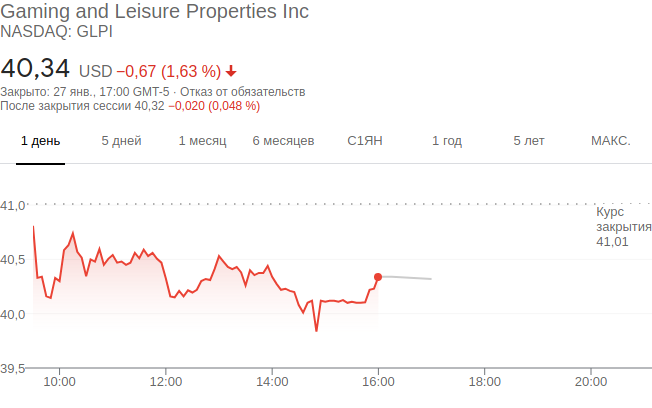 Gaming and Leisure Properties Inc
NASDAQ: GLPI
40,34 USD −0,67 (1,63 %)
Закрыто: 27 янв., 17:00 GMT-5 · Отказ от обязательств
После закрытия сессии 40,32 −0,020 (0,048 %)
1 день 5 дней 1 месяц 6 месяцев С1ЯН 1 год 5 лет МАКС.
41,0
Курс
закрытия
41,01
40,5
40,0
39,5
10:00 12:00 14:00 16:00 18:00 20:00